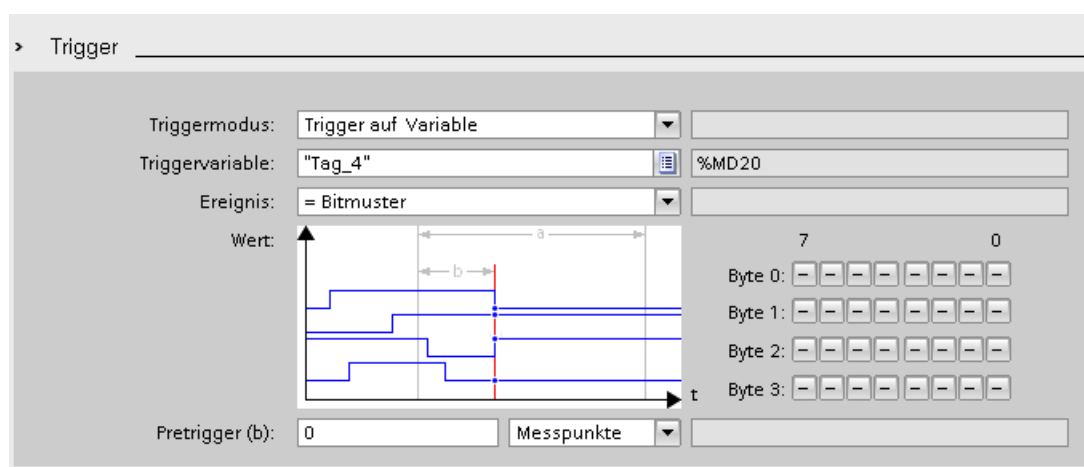 Trigger
Triggermodus: Trigger auf Variable
Triggervariable: "Tag_4" %MD20
Ereignis: = Bitmuster
Wert: a 7 0
b Byte 0: – – – – – – – –
Byte 1: – – – – – – – –
Byte 2: – – – – – – – –
t Byte 3: – – – – – – – –
Pretrigger (b): 0 Messpunkte